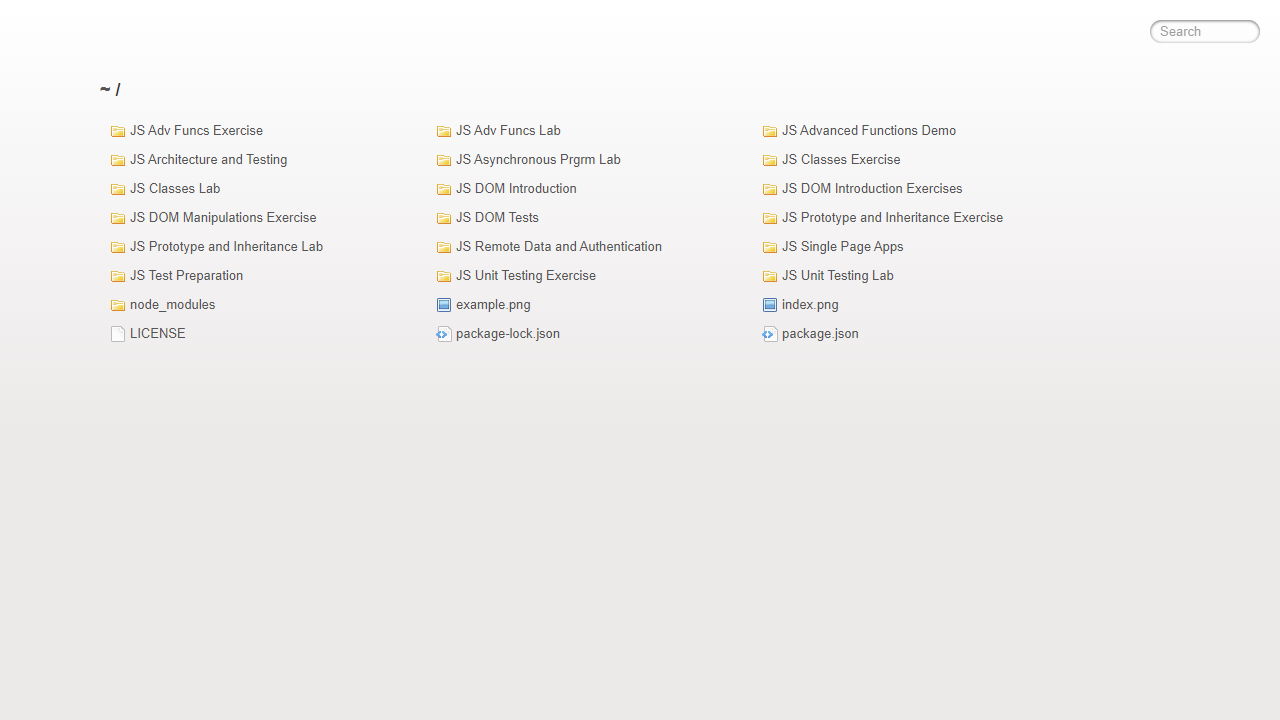 Search
~ /
JS Adv Funcs Exercise
JS Adv Funcs Lab
JS Advanced Functions Demo
JS Architecture and Testing
JS Asynchronous Prgrm Lab
JS Classes Exercise
JS Classes Lab
JS DOM Introduction
JS DOM Introduction Exercises
JS DOM Manipulations Exercise
JS DOM Tests
JS Prototype and Inheritance Exercise
JS Prototype and Inheritance Lab
JS Remote Data and Authentication
JS Single Page Apps
JS Test Preparation
JS Unit Testing Exercise
JS Unit Testing Lab
node_modules
example.png
index.png
LICENSE
package-lock.json
package.json